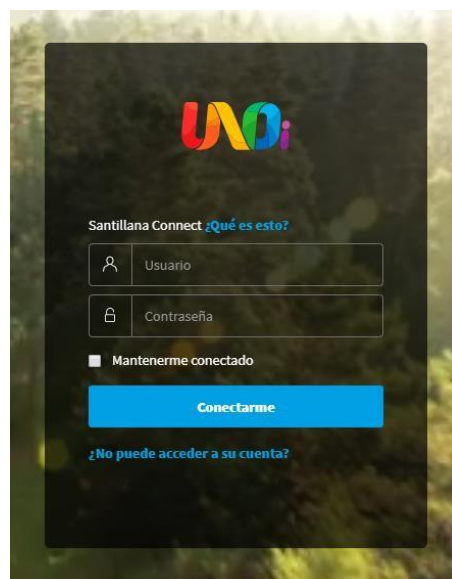 UNOi
Santillana Connect ¿Qué es esto?
Usuario
Contraseña
Mantenerme conectado
Conectarme
¿No puede acceder a su cuenta?